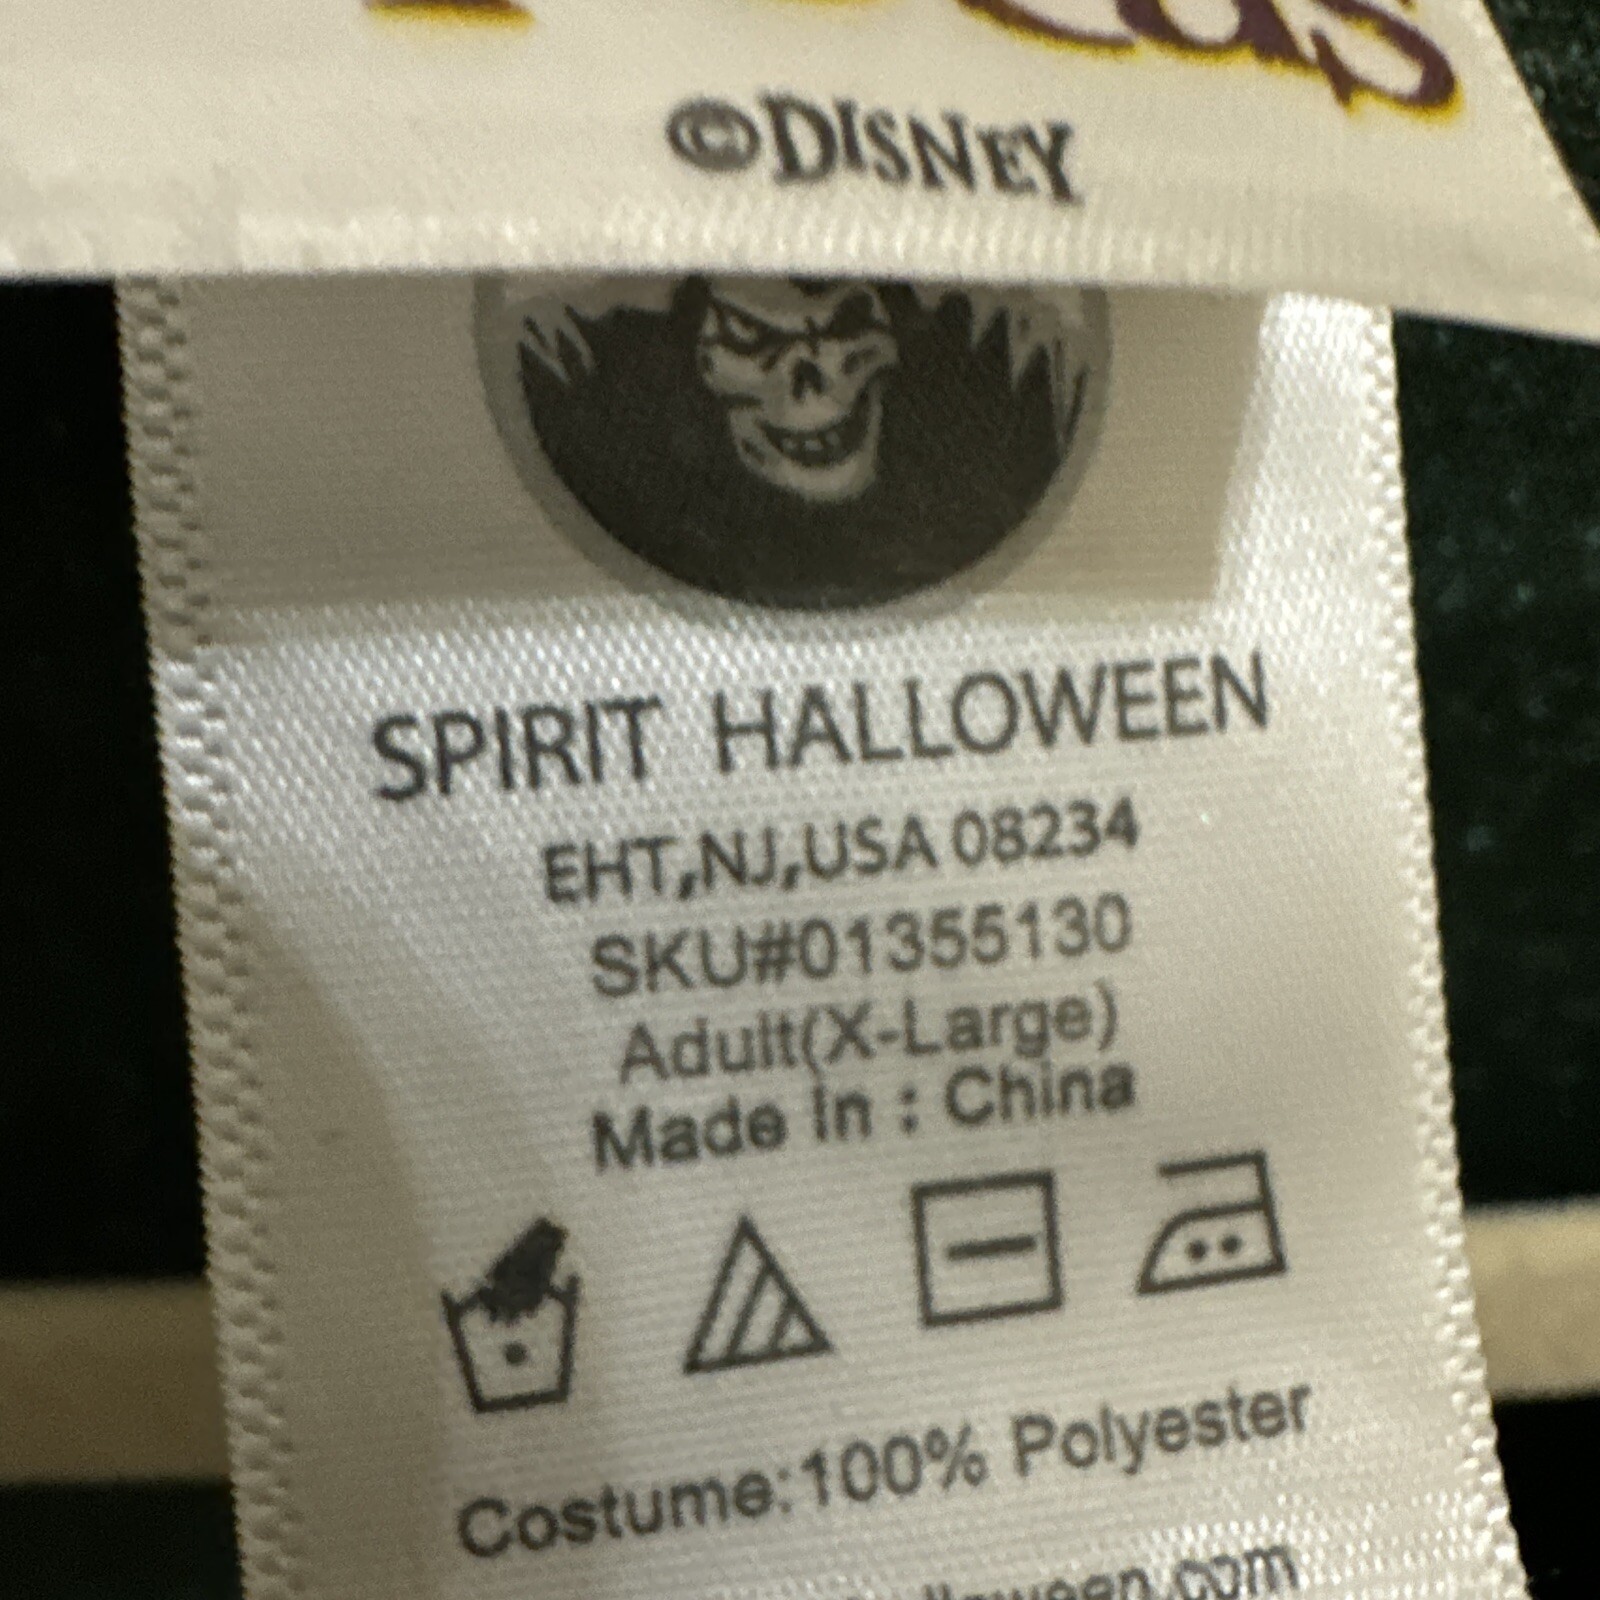 ©DISNEY
SPIRIT HALLOWEEN
EHT,NJ,USA 08234
SKU#01355130
Adult(X-Large)
Made in : China
Costume:100% Polyester